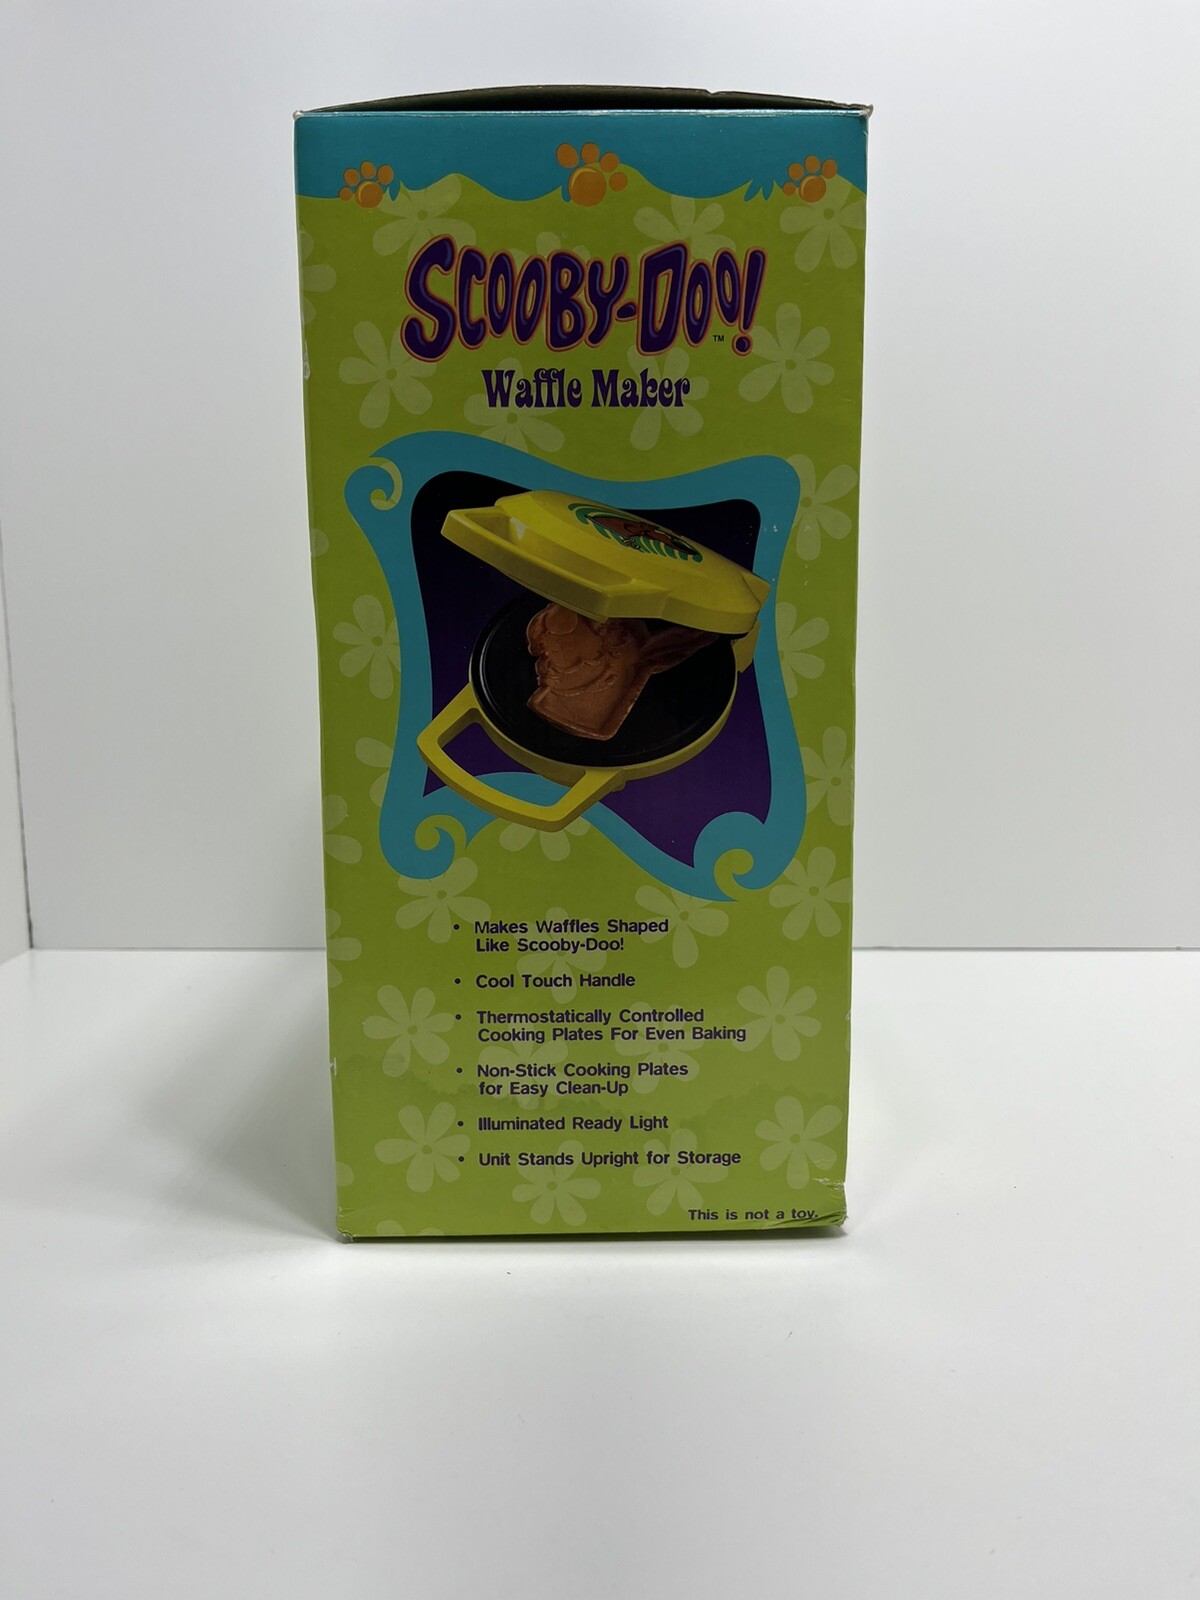 SCOOBY-DOO!
TM
Waffle Maker
• Makes Waffles Shaped
Like Scooby-Doo!
• Cool Touch Handle
• Thermostatically Controlled
Cooking Plates For Even Baking
• Non-Stick Cooking Plates
for Easy Clean-Up
• Illuminated Ready Light
• Unit Stands Upright for Storage
This is not a toy.